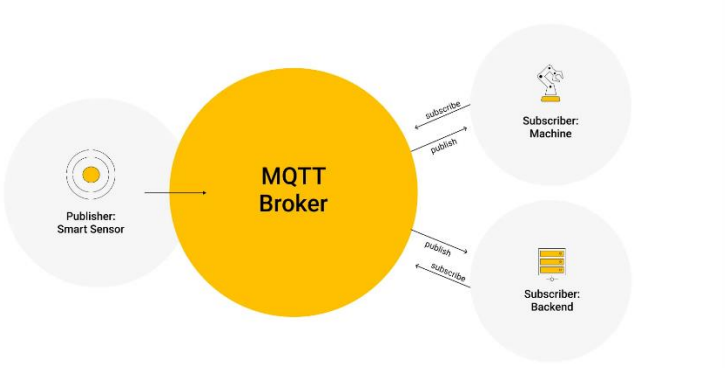 Publisher:
Smart Sensor
MQTT
Broker
subscribe
publish
Subscriber:
Machine
publish
subscribe
Subscriber:
Backend